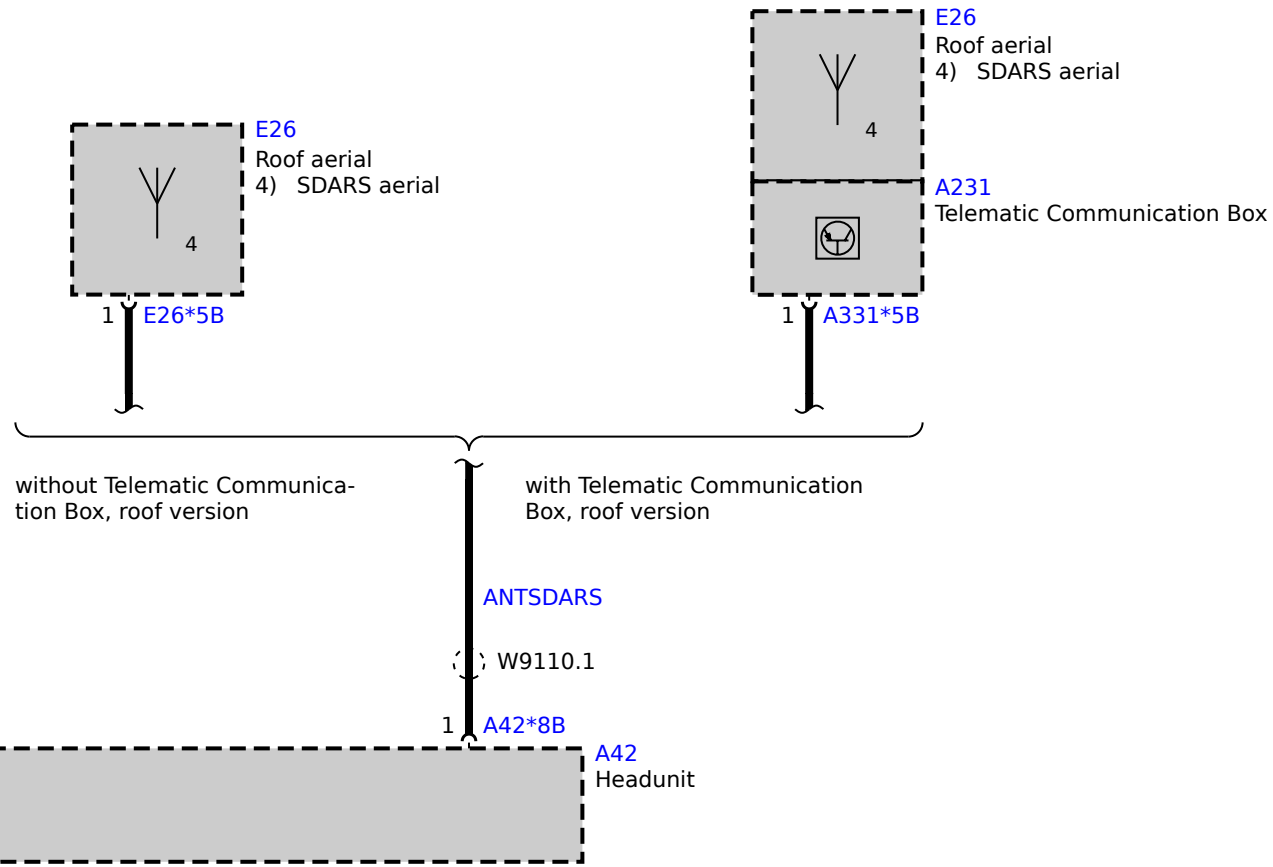 E26
Roof aerial
4) SDARS aerial
4
E26
Roof aerial
4) SDARS aerial
4
A231
Telematic Communication Box
1 E26*5B
1 A331*5B
without Telematic Communica-
tion Box, roof version
with Telematic Communication
Box, roof version
ANTSDARS
W9110.1
1 A42*8B
A42
Headunit